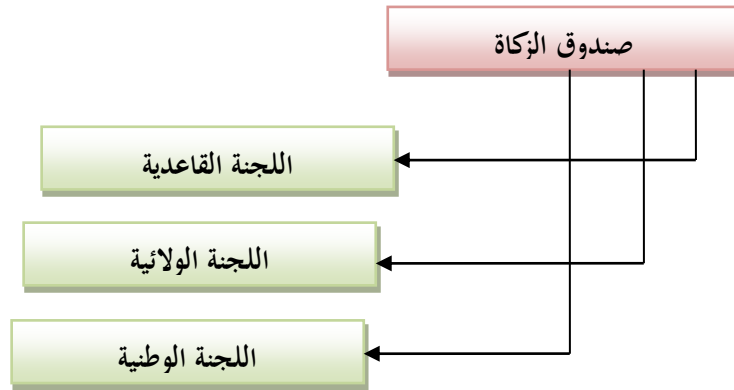 صندوق الزكاة
اللجنة القاعدية
اللجنة الولائية
اللجنة الوطنية